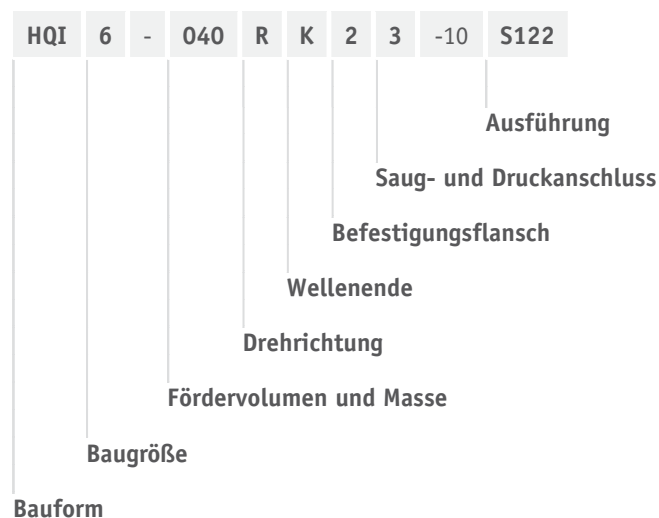 HQI 6 - 040 R K 2 3 -10 S122
Ausführung
Saug- und Druckanschluss
Befestigungsflansch
Wellenende
Drehrichtung
Fördervolumen und Masse
Baugröße
Bauform